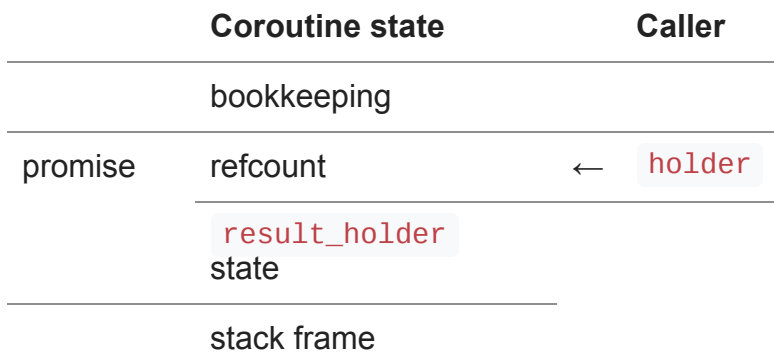 Coroutine state Caller
bookkeeping
promise refcount ← holder
result_holder
state
stack frame